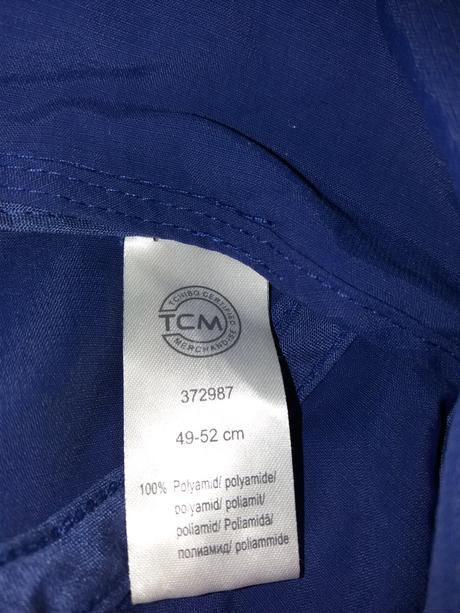 TCHIBO CERTIFIED
TCM
MERCHANDISE
372987
49-52 cm
100% Polyamid/ polyamide/
polyamid/ poliamit/
poliamid/ Poliamidă/
полиамид/ poliammide